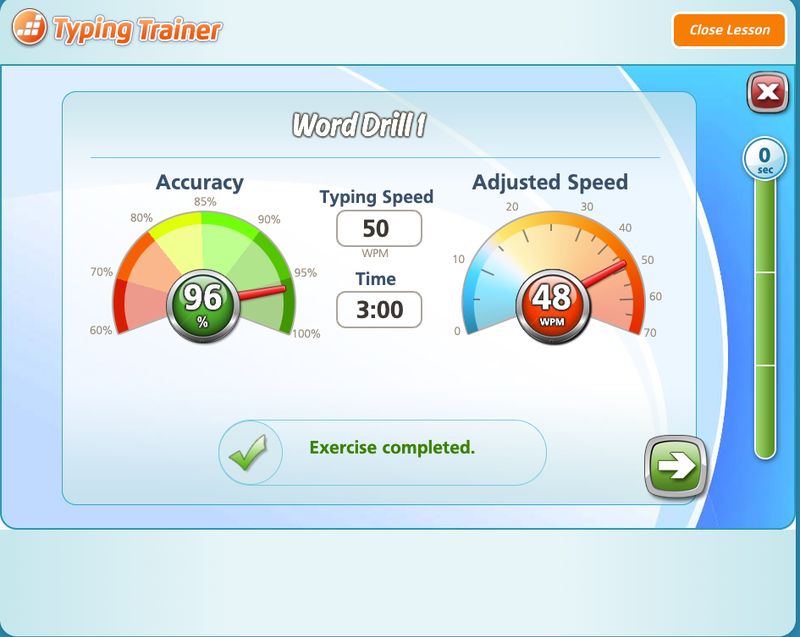 Typing Trainer
Close Lesson
Word Drill 1
0
sec
Accuracy
60%
70%
80%
85%
90%
95%
100%
96
%
Typing Speed
50
WPM
Time
3:00
Adjusted Speed
0
10
20
30
40
50
60
70
48
WPM
Exercise completed.